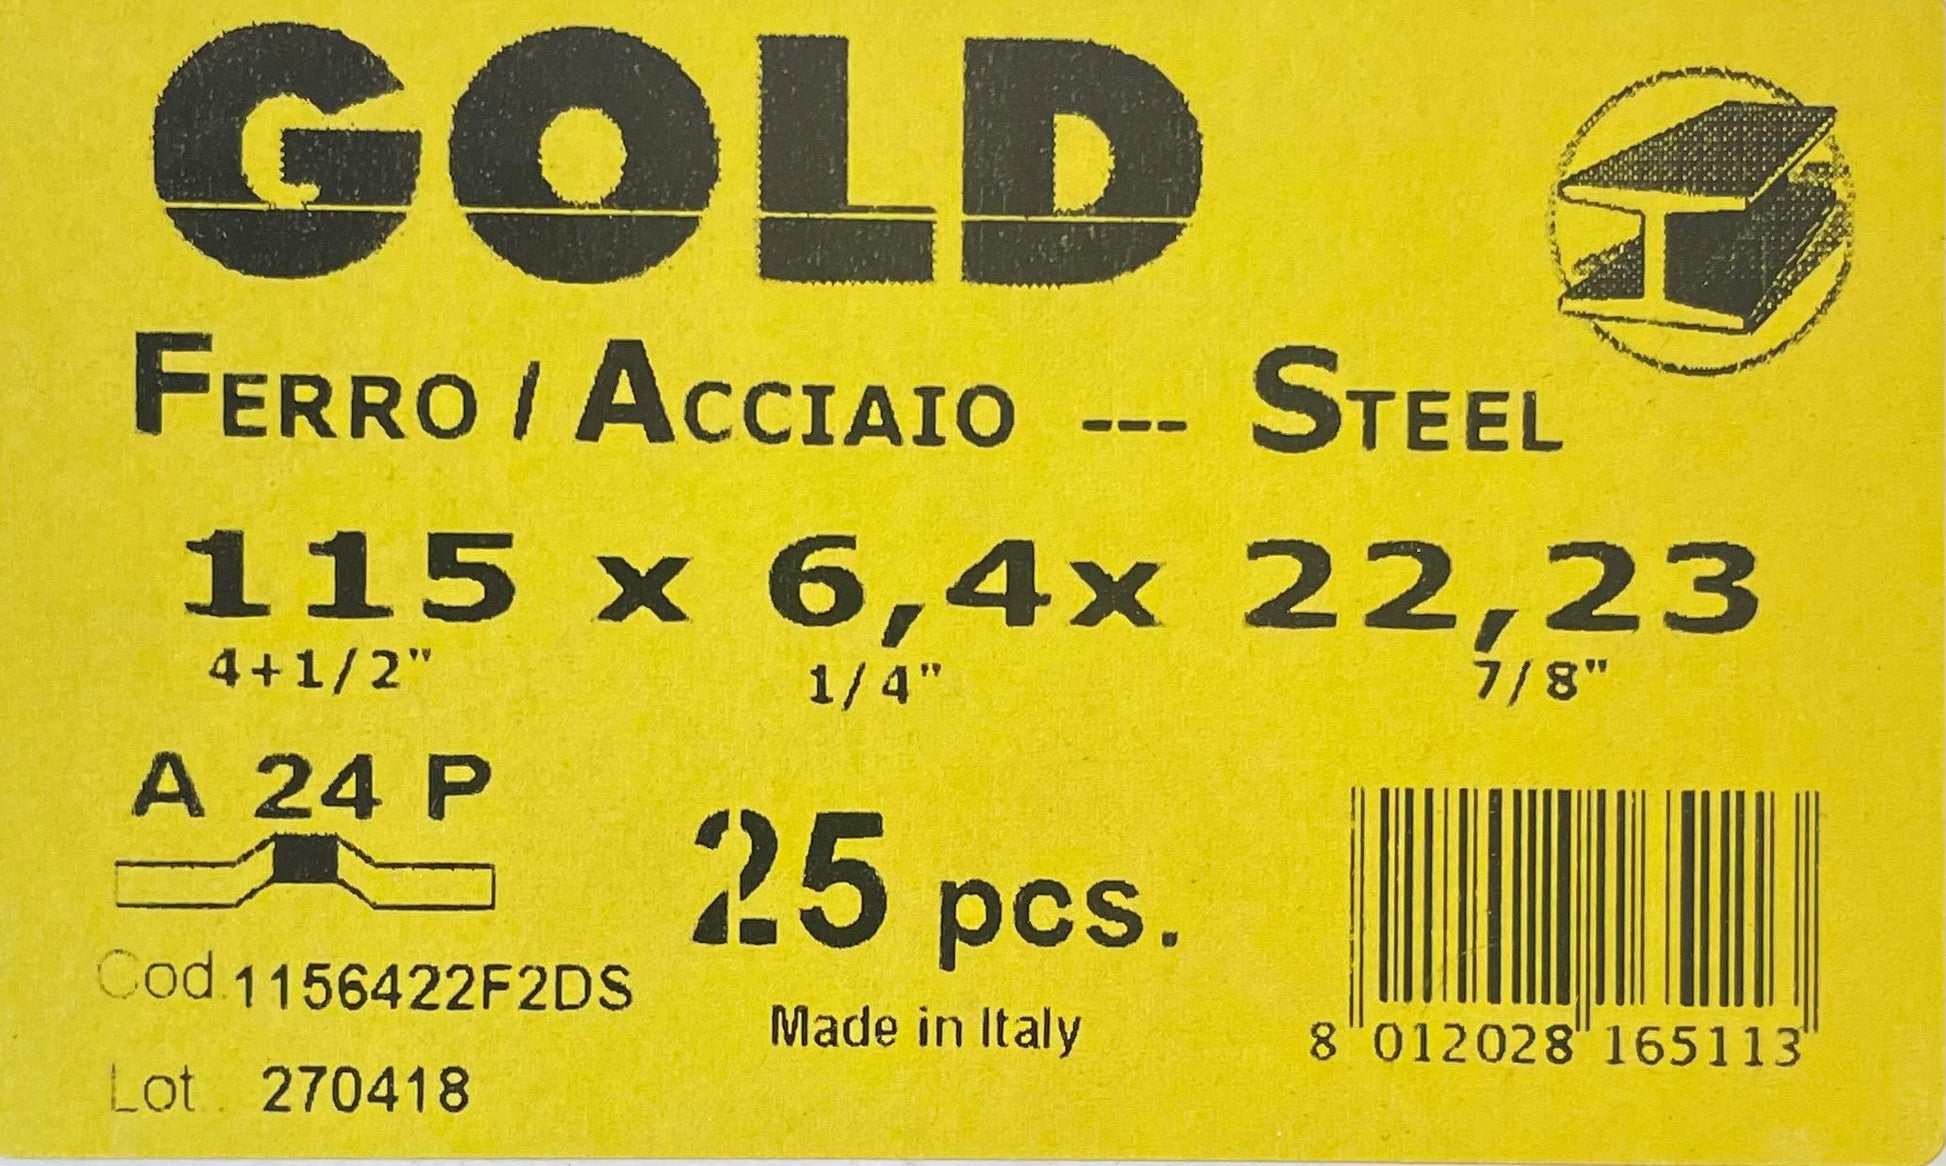 GOLD
FERRO / ACCIAIO --- STEEL
115 x 6,4x 22,23
4+1/2" 1/4" 7/8"
A 24 P
25 pcs.
Cod.1156422F2DS
Made in Italy
8 012028 165113
Lot. 270418